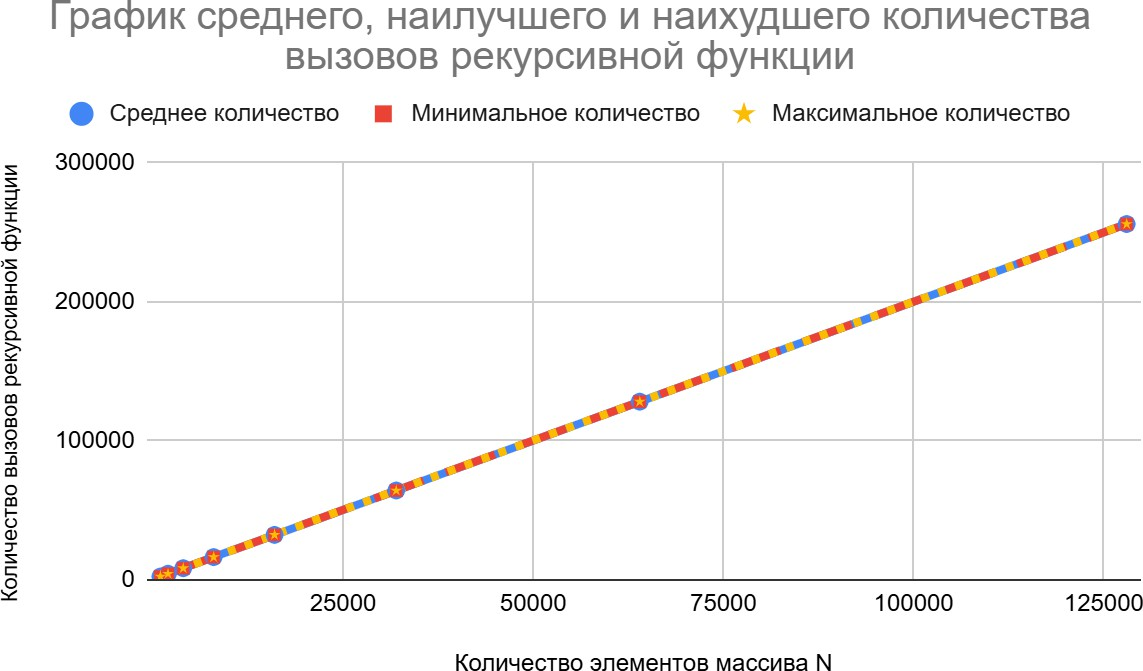 График среднего, наилучшего и наихудшего количества
вызовов рекурсивной функции
Среднее количество
Минимальное количество
Максимальное количество
Количество вызовов рекурсивной функции
300000
200000
100000
0
25000
50000
75000
100000
125000
Количество элементов массива N